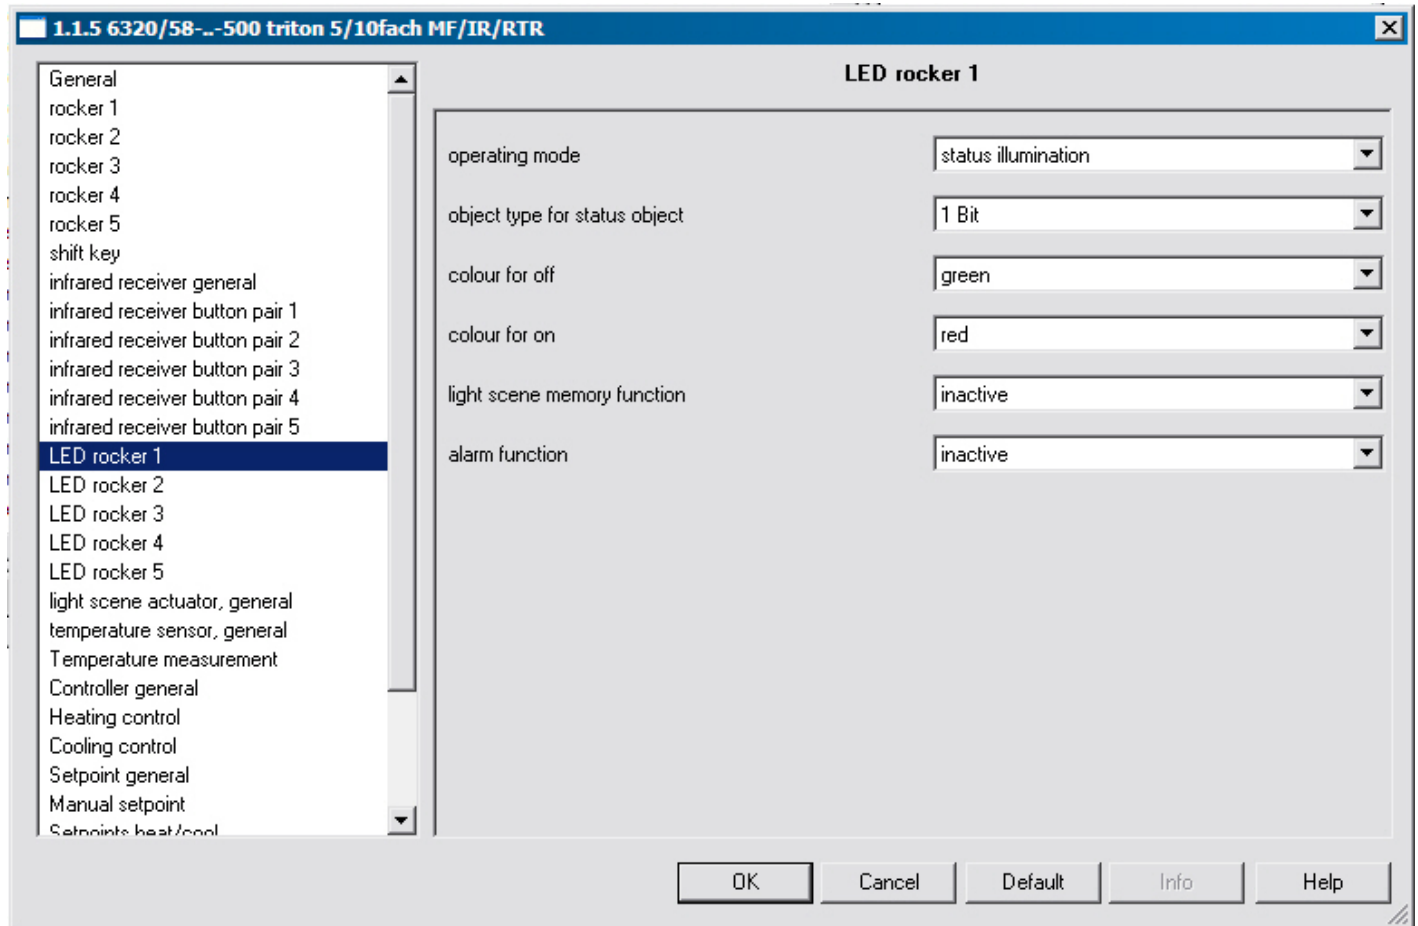 1.1.5 6320/58-..-500 triton 5/10fach MF/IR/RTR
General
rocker 1
rocker 2
rocker 3
rocker 4
rocker 5
shift key
infrared receiver general
infrared receiver button pair 1
infrared receiver button pair 2
infrared receiver button pair 3
infrared receiver button pair 4
infrared receiver button pair 5
LED rocker 1
LED rocker 2
LED rocker 3
LED rocker 4
LED rocker 5
light scene actuator, general
temperature sensor, general
Temperature measurement
Controller general
Heating control
Cooling control
Setpoint general
Manual setpoint
Setpoints heat/cool
LED rocker 1
operating mode status illumination
object type for status object 1 Bit
colour for off green
colour for on red
light scene memory function inactive
alarm function inactive
OK Cancel Default Info Help